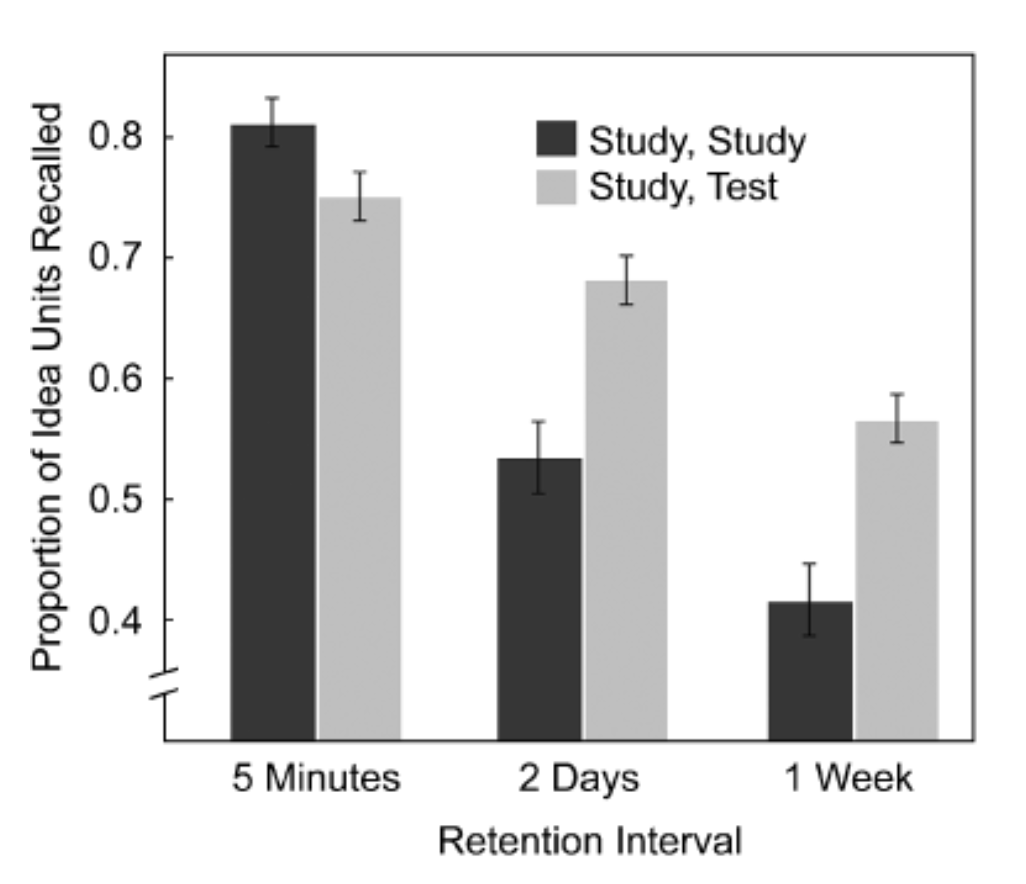 Proportion of Idea Units Recalled
0.8
0.7
0.6
0.5
0.4
Study, Study
Study, Test
5 Minutes
2 Days
1 Week
Retention Interval